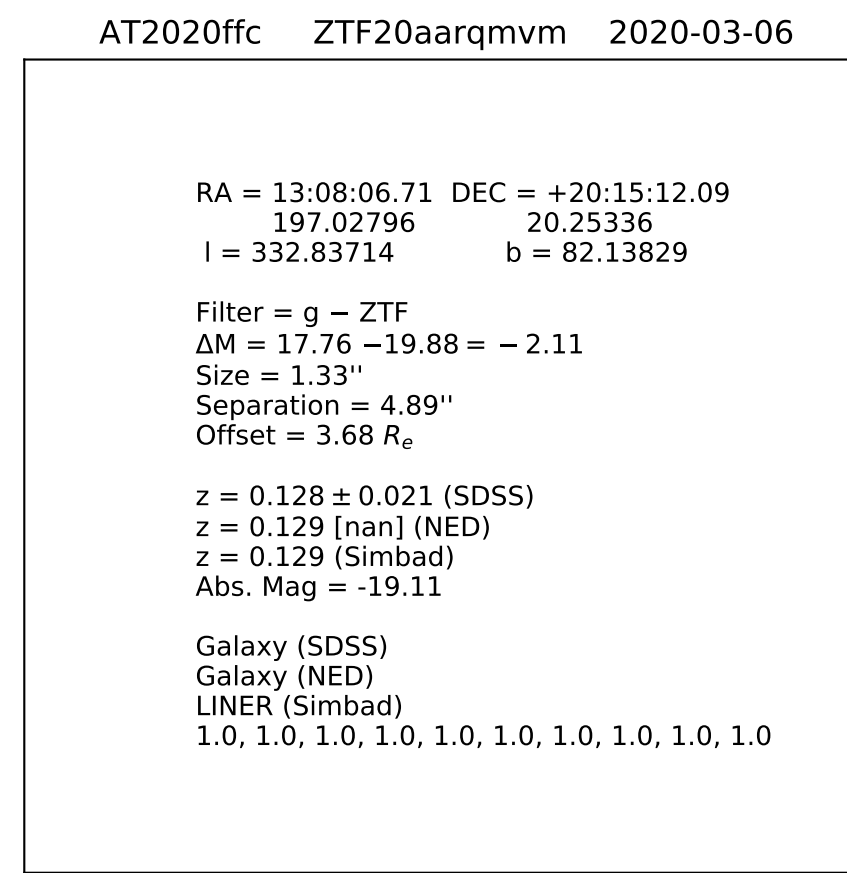 AT2020ffc ZTF20aarqmvm 2020-03-06
RA = 13:08:06.71 DEC = +20:15:12.09
197.02796 20.25336
l = 332.83714 b = 82.13829
Filter = g − ZTF
ΔM = 17.76 −19.88 = − 2.11
Size = 1.33''
Separation = 4.89''
Offset = 3.68 Rₑ
z = 0.128 ± 0.021 (SDSS)
z = 0.129 [nan] (NED)
z = 0.129 (Simbad)
Abs. Mag = -19.11
Galaxy (SDSS)
Galaxy (NED)
LINER (Simbad)
1.0, 1.0, 1.0, 1.0, 1.0, 1.0, 1.0, 1.0, 1.0, 1.0